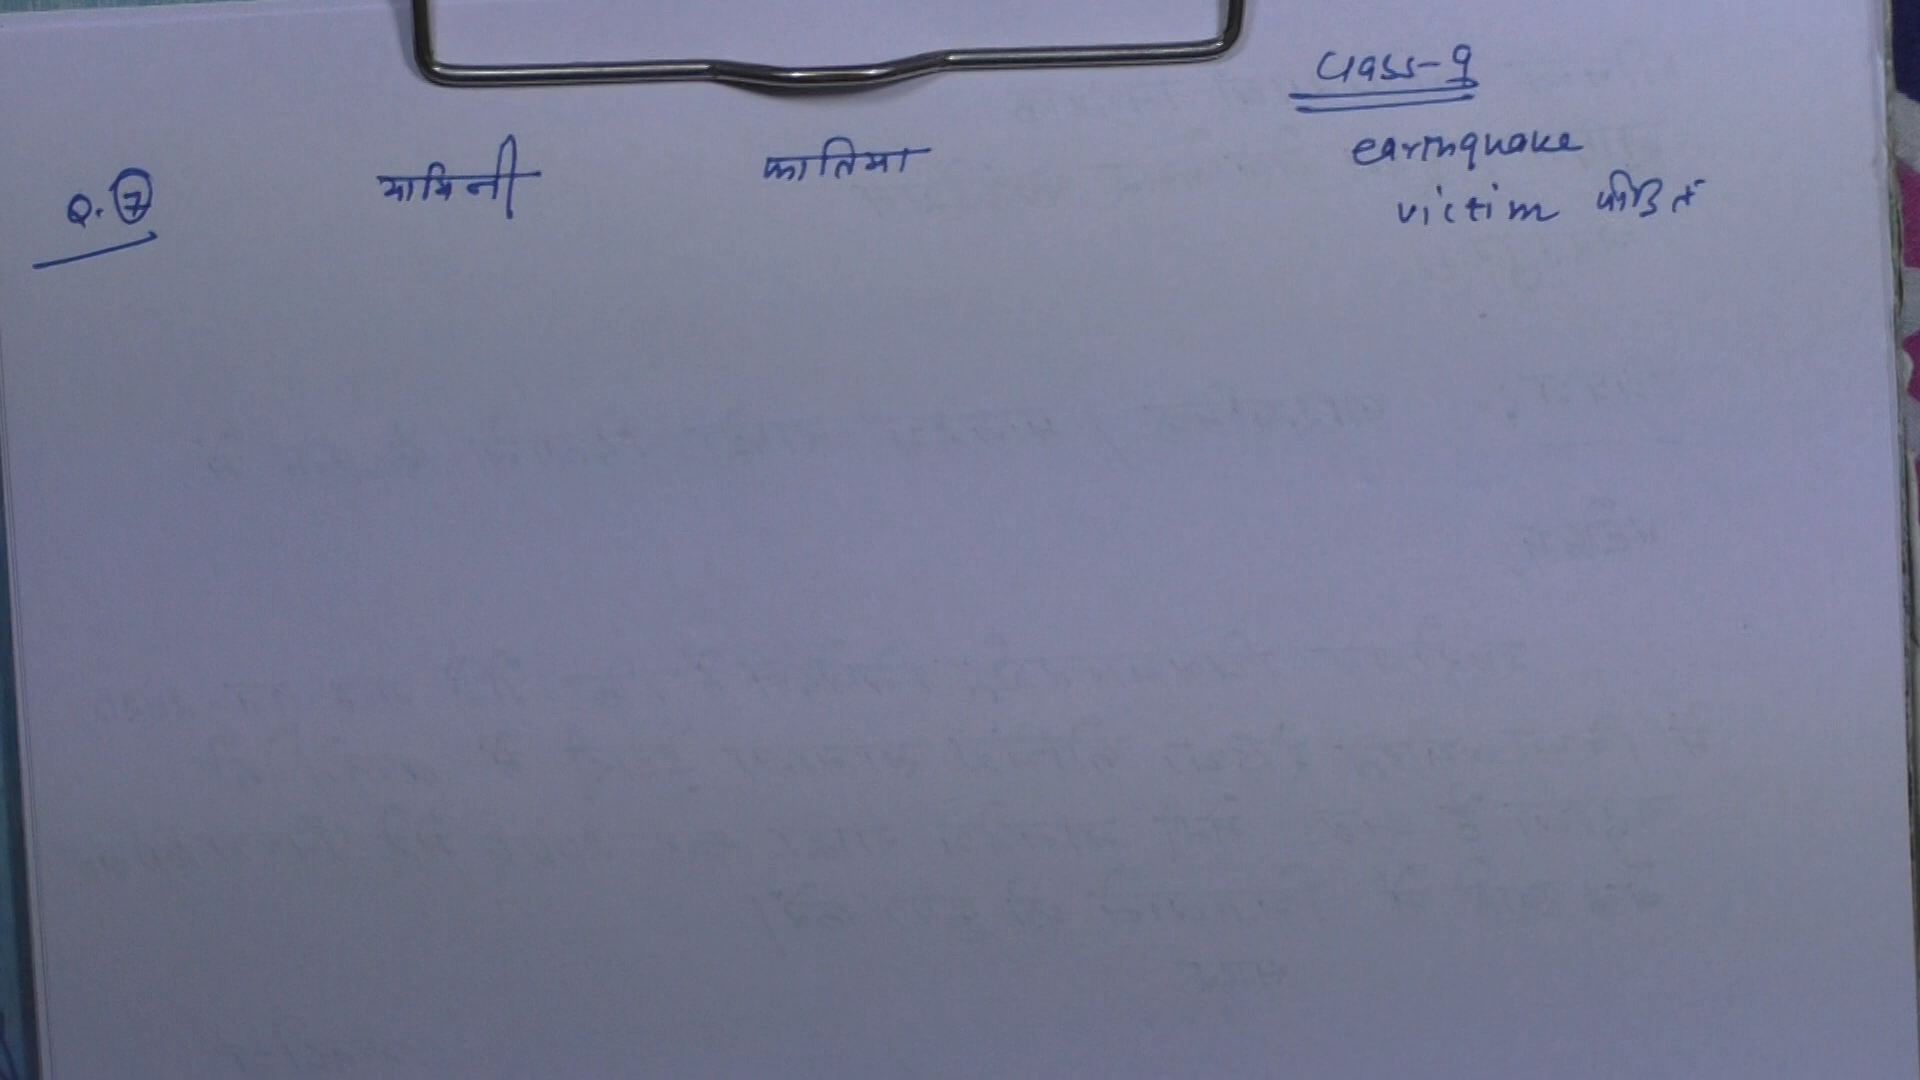 Class-9
Q. 7 यामिनी फातिमा earthquake
victim पीड़ित